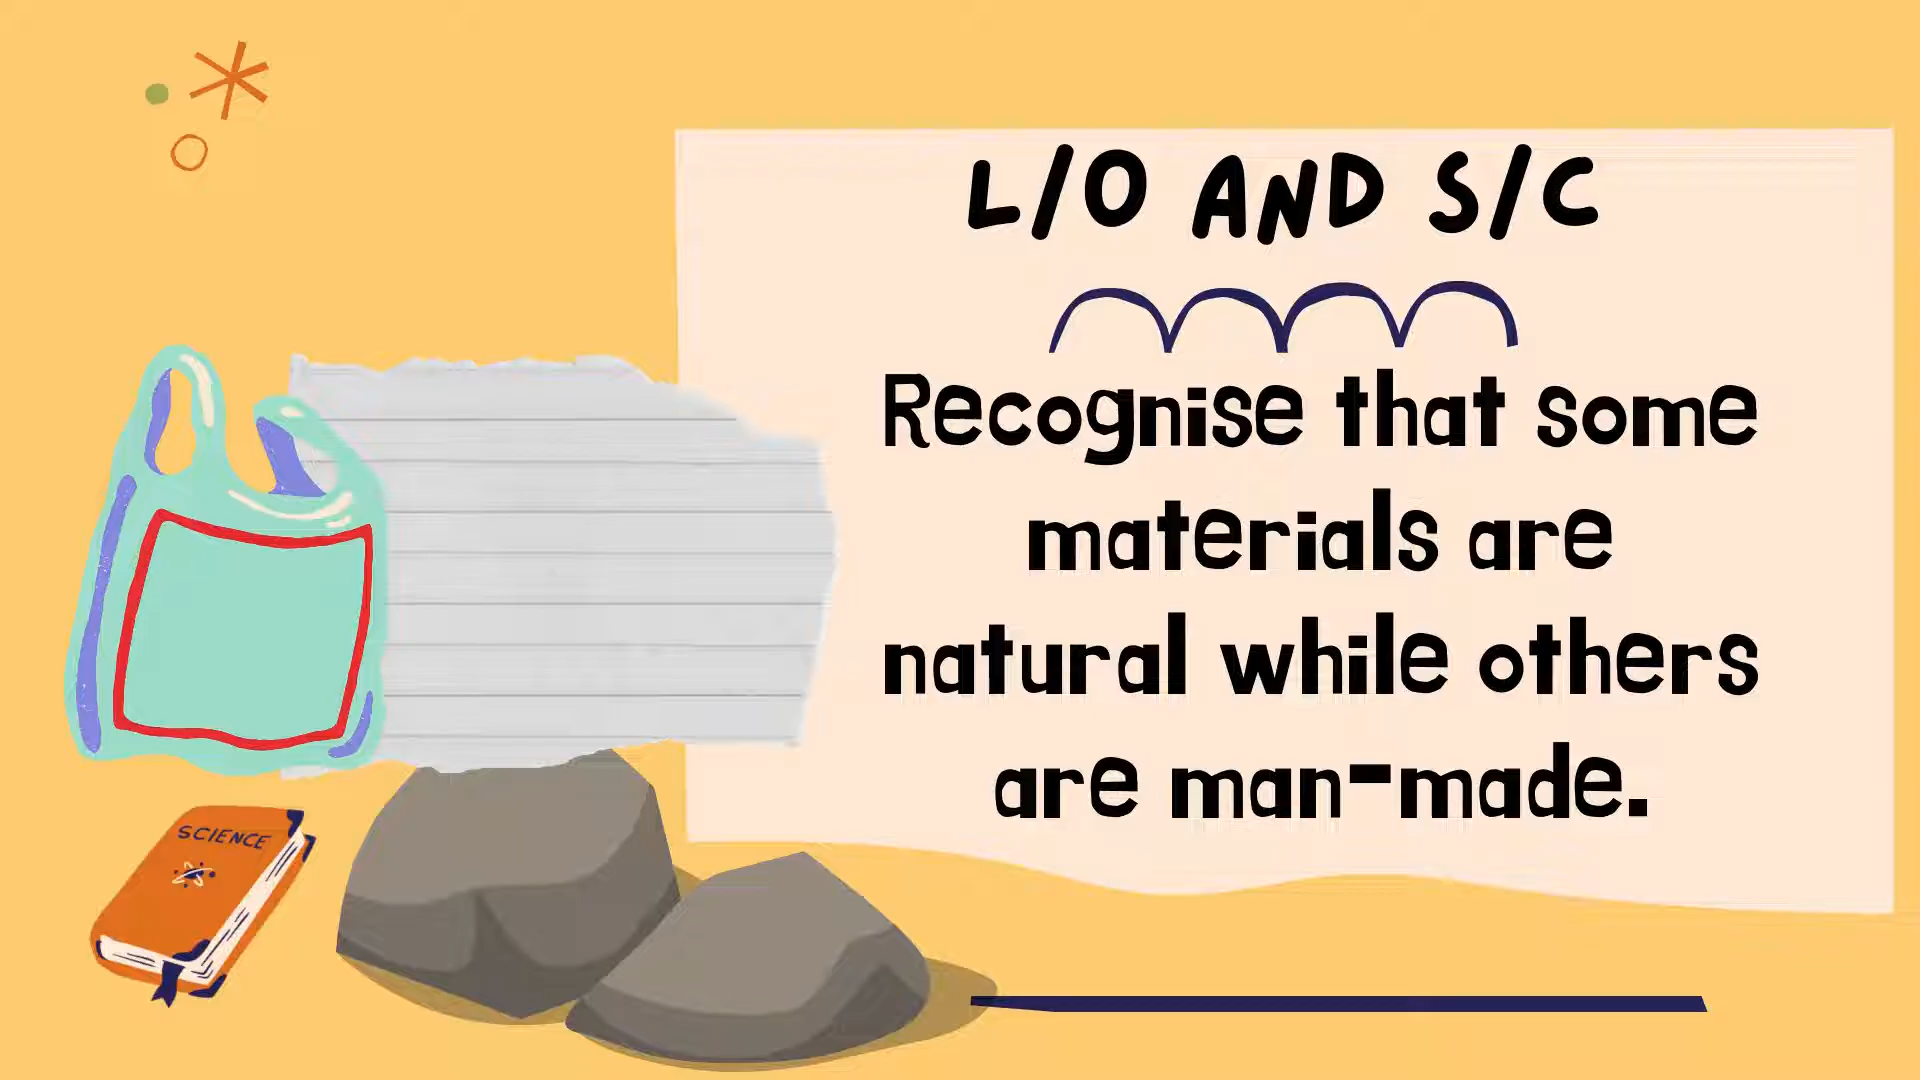 L/O AND S/C
Recognise that some
materials are
natural while others
are man-made.
SCIENCE